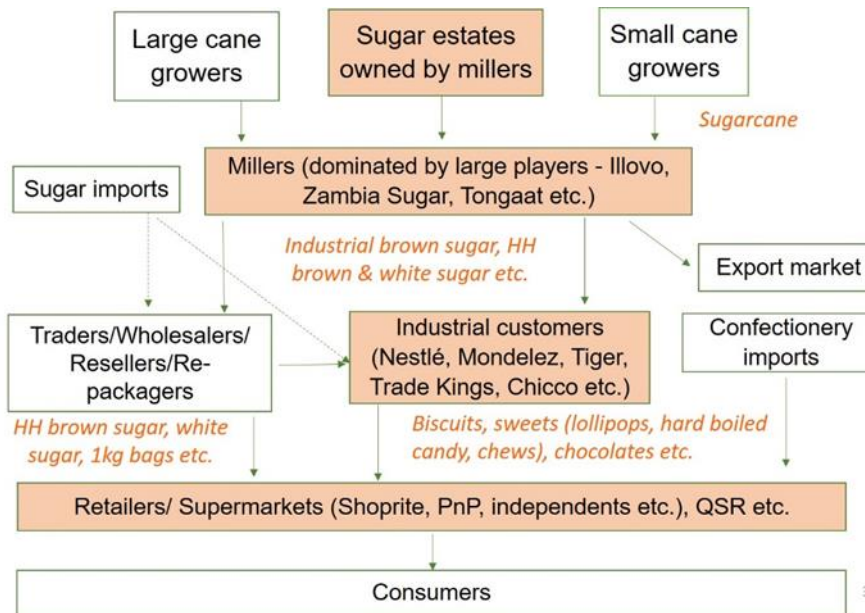 Large cane
growers
Sugar estates
owned by millers
Small cane
growers
Sugarcane
Millers (dominated by large players - Illovo,
Zambia Sugar, Tongaat etc.)
Sugar imports
Industrial brown sugar, HH
brown & white sugar etc.
Export market
Traders/Wholesalers/
Resellers/Re-
packagers
Industrial customers
(Nestlé, Mondelez, Tiger,
Trade Kings, Chicco etc.)
Confectionery
imports
HH brown sugar, white
sugar, 1kg bags etc.
Biscuits, sweets (lollipops, hard boiled
candy, chews), chocolates etc.
Retailers/ Supermarkets (Shoprite, PnP, independents etc.), QSR etc.
Consumers